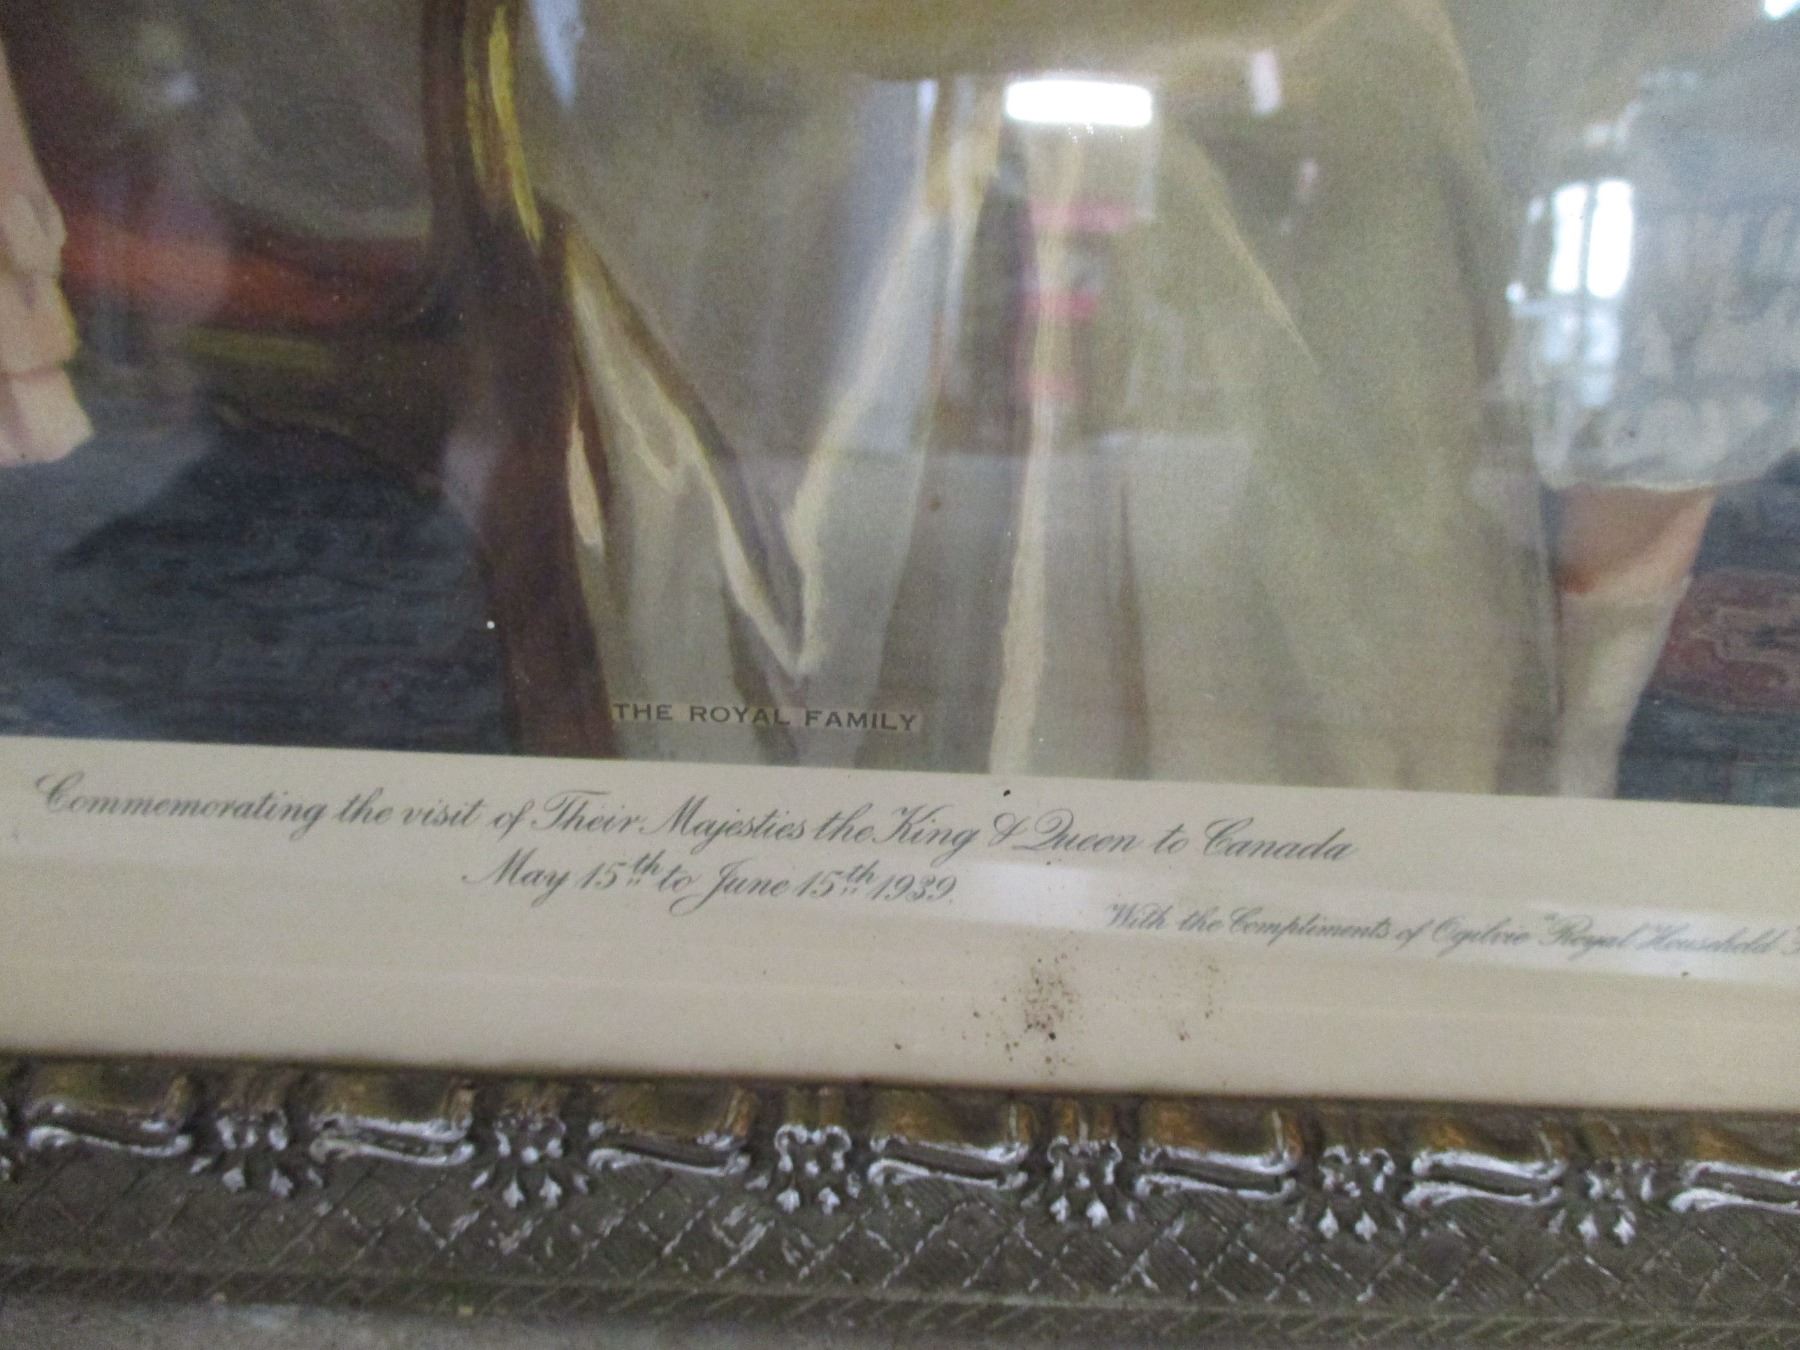 THE ROYAL FAMILY
Commemorating the visit of Their Majesties the King & Queen to Canada
May 15th to June 15th 1939.
With the Compliments of Ogilvie "Royal Household